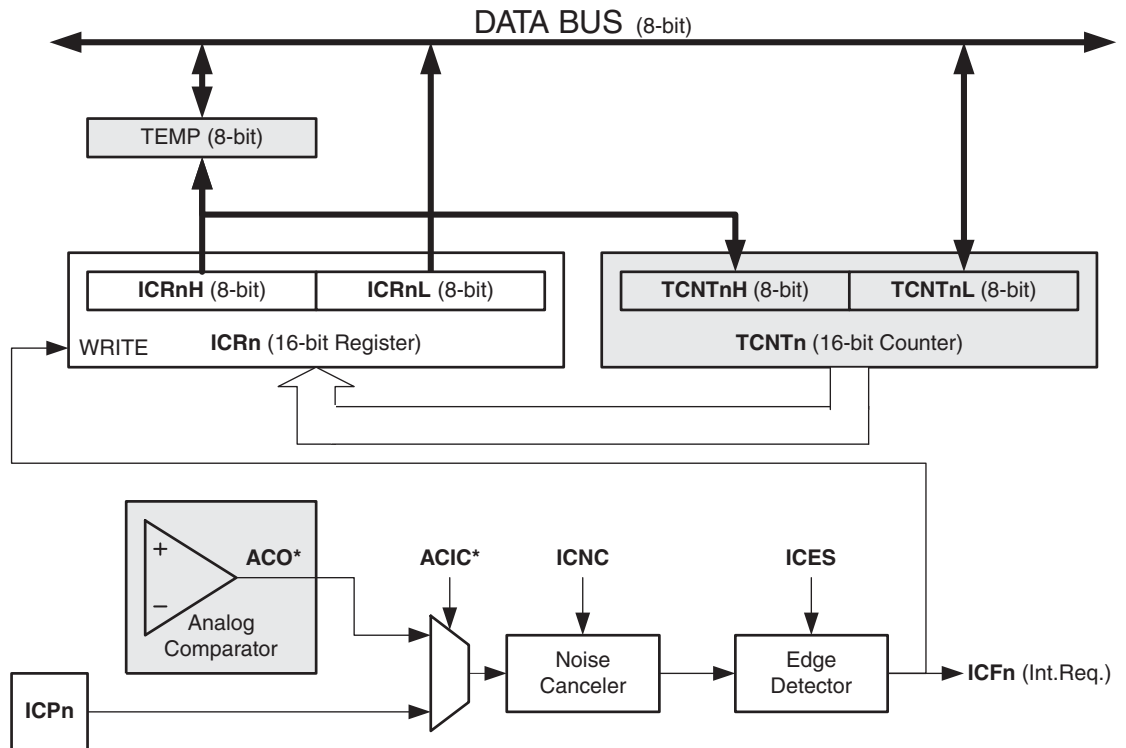 DATA BUS (8-bit)
TEMP (8-bit)
ICRnH (8-bit) ICRnL (8-bit) TCNTnH (8-bit) TCNTnL (8-bit)
WRITE ICRn (16-bit Register) TCNTn (16-bit Counter)
+
ACO* ACIC* ICNC ICES
−
Analog
Comparator
Noise
Canceler
Edge
Detector
ICFn (Int.Req.)
ICPn